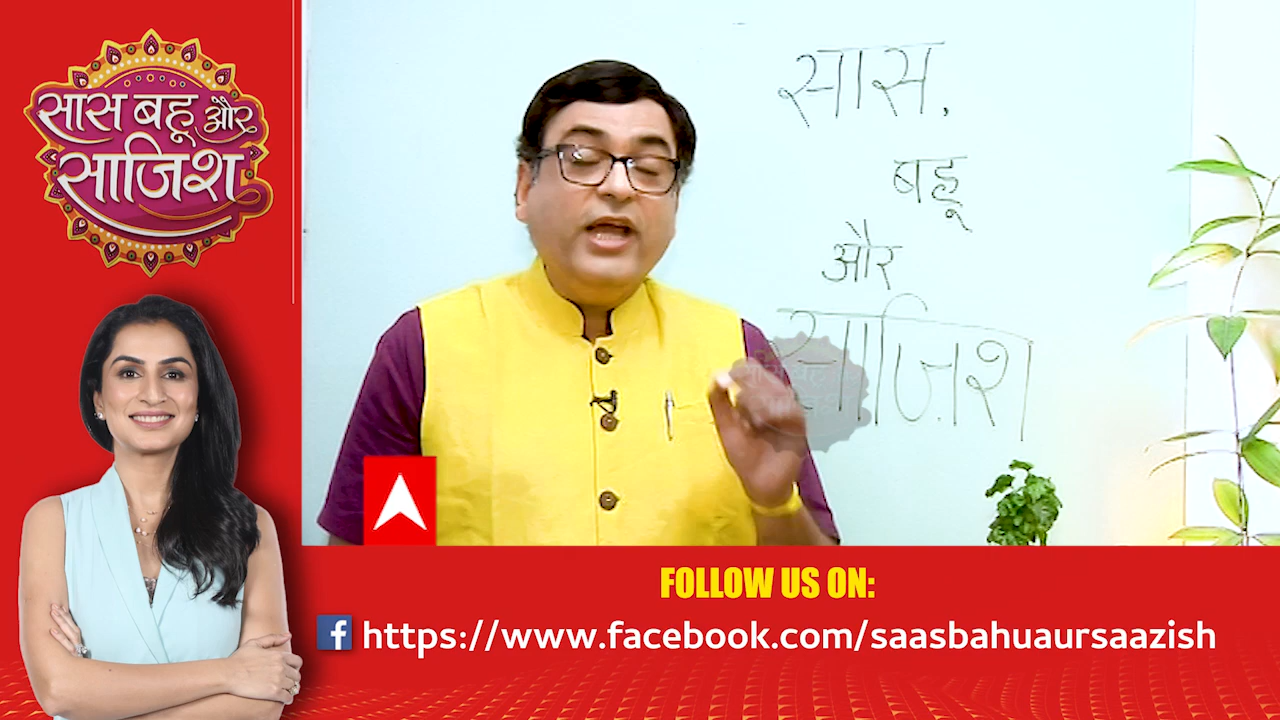 सास बहू और
साजिश
सास,
बहू
और
साज़िश
FOLLOW US ON:
f https://www.facebook.com/saasbahuaursaazish